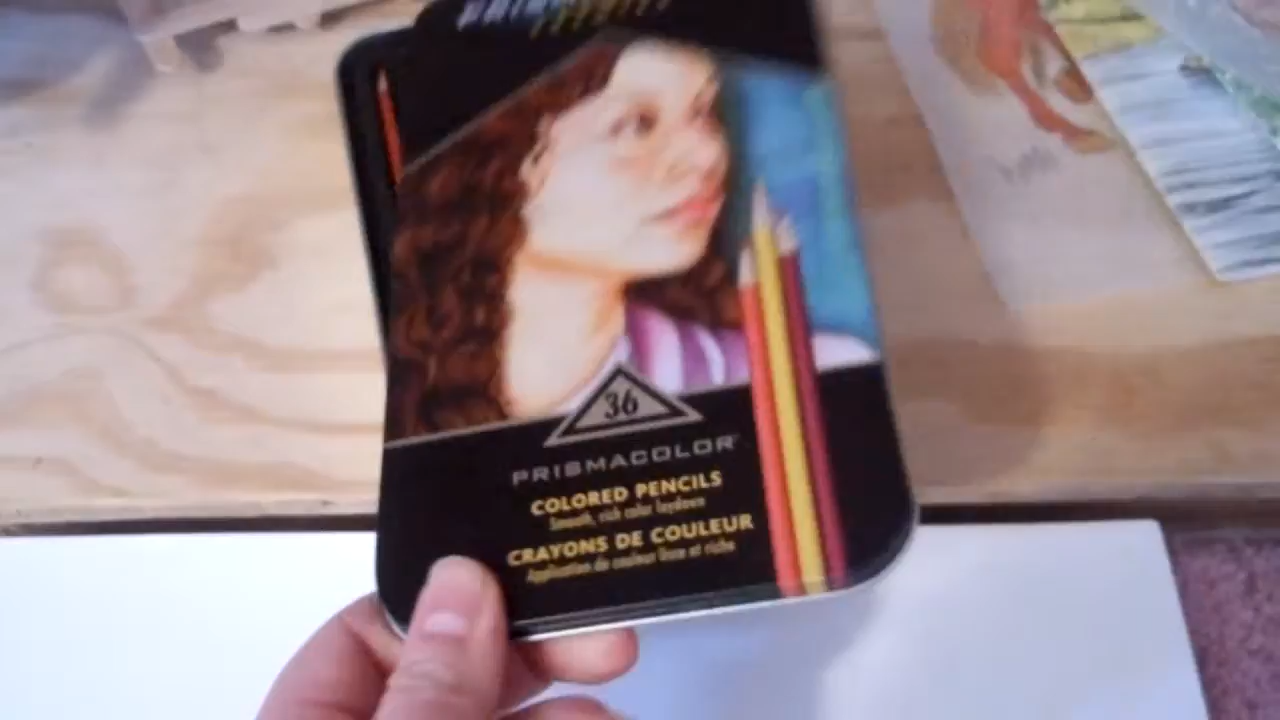 36
PRISMACOLOR
COLORED PENCILS
Smooth, rich color laydown
CRAYONS DE COULEUR
Application de couleur lisse et riche